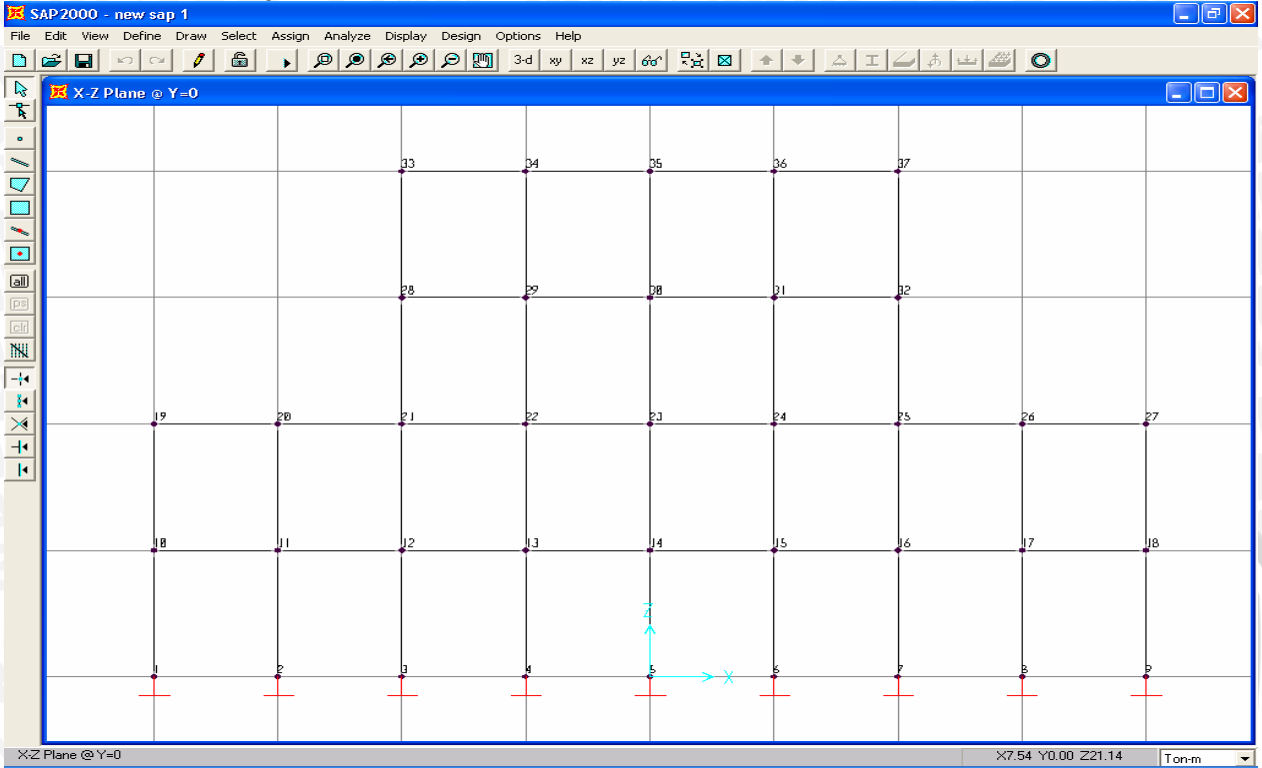 SAP2000 - new sap 1
File Edit View Define Draw Select Assign Analyze Display Design Options Help
3-d xy xz yz
X-Z Plane @ Y=0
all
ps
clr
33 34 35 36 37
28 29 30 31 32
19 20 21 22 23 24 25 26 27
10 11 12 13 14 15 16 17 18
Z
1 2 3 4 5 6 7 8 9
X
X-Z Plane @ Y=0 X7.54 Y0.00 Z21.14 Ton-m